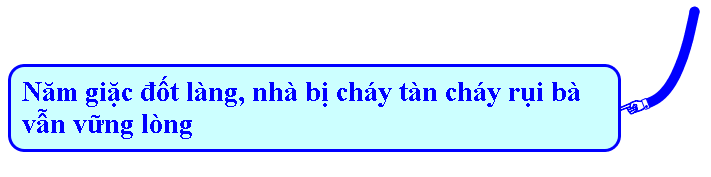 Năm giặc đốt làng, nhà bị cháy tàn cháy rụi bà
vẫn vững lòng